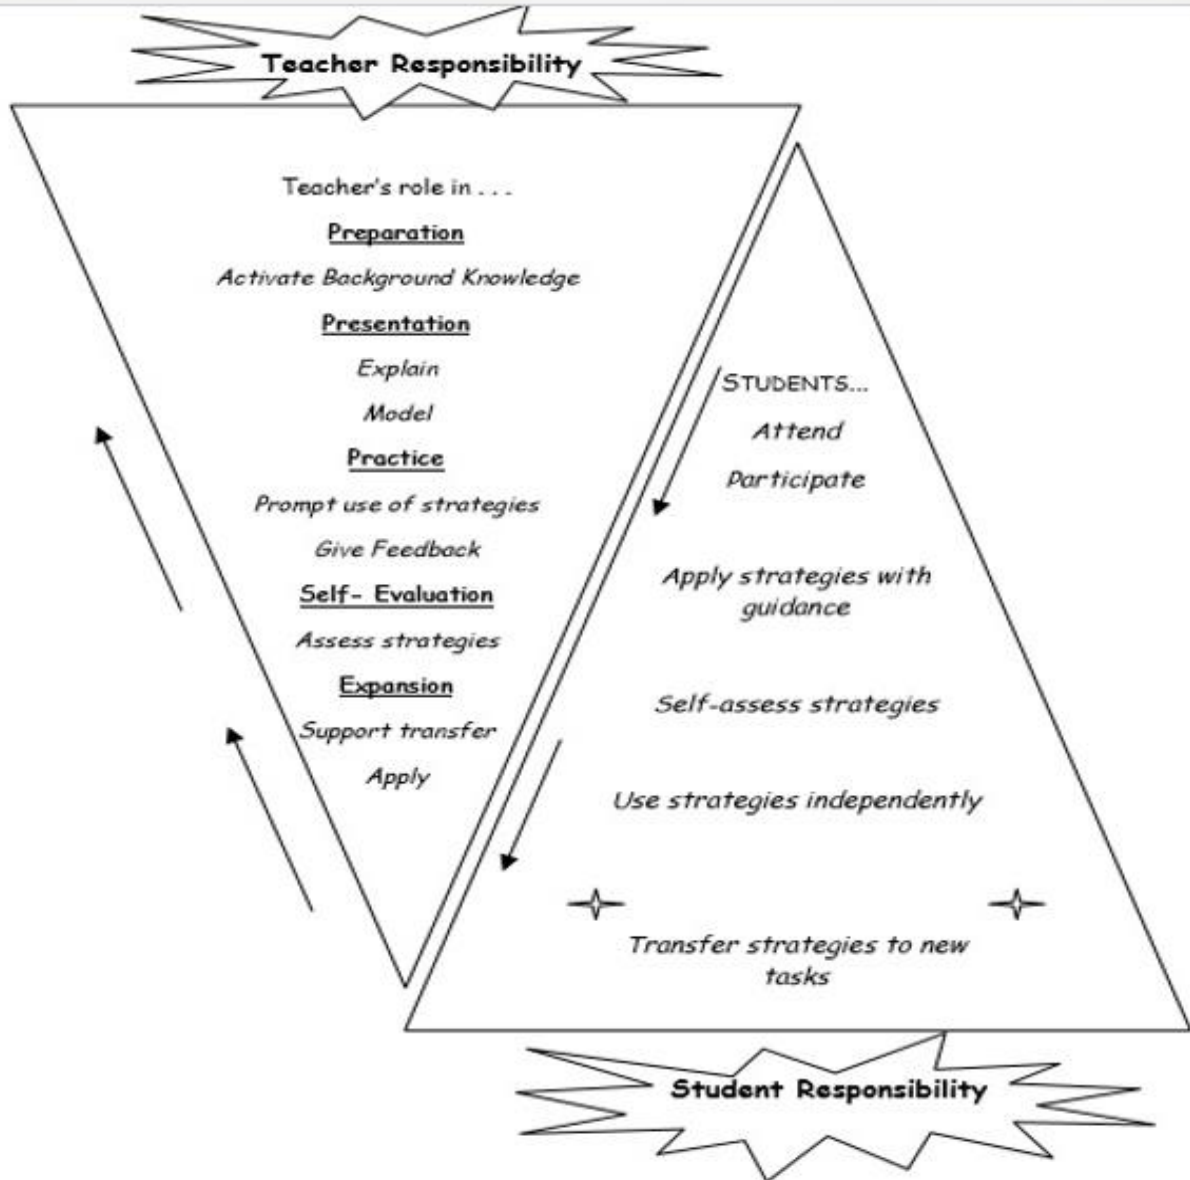 Teacher Responsibility
Teacher's role in . . .
Preparation
Activate Background Knowledge
Presentation
Explain
Model
Practice
Prompt use of strategies
Give Feedback
Self- Evaluation
Assess strategies
Expansion
Support transfer
Apply
STUDENTS...
Attend
Participate
Apply strategies with
guidance
Self-assess strategies
Use strategies independently
Transfer strategies to new
tasks
Student Responsibility